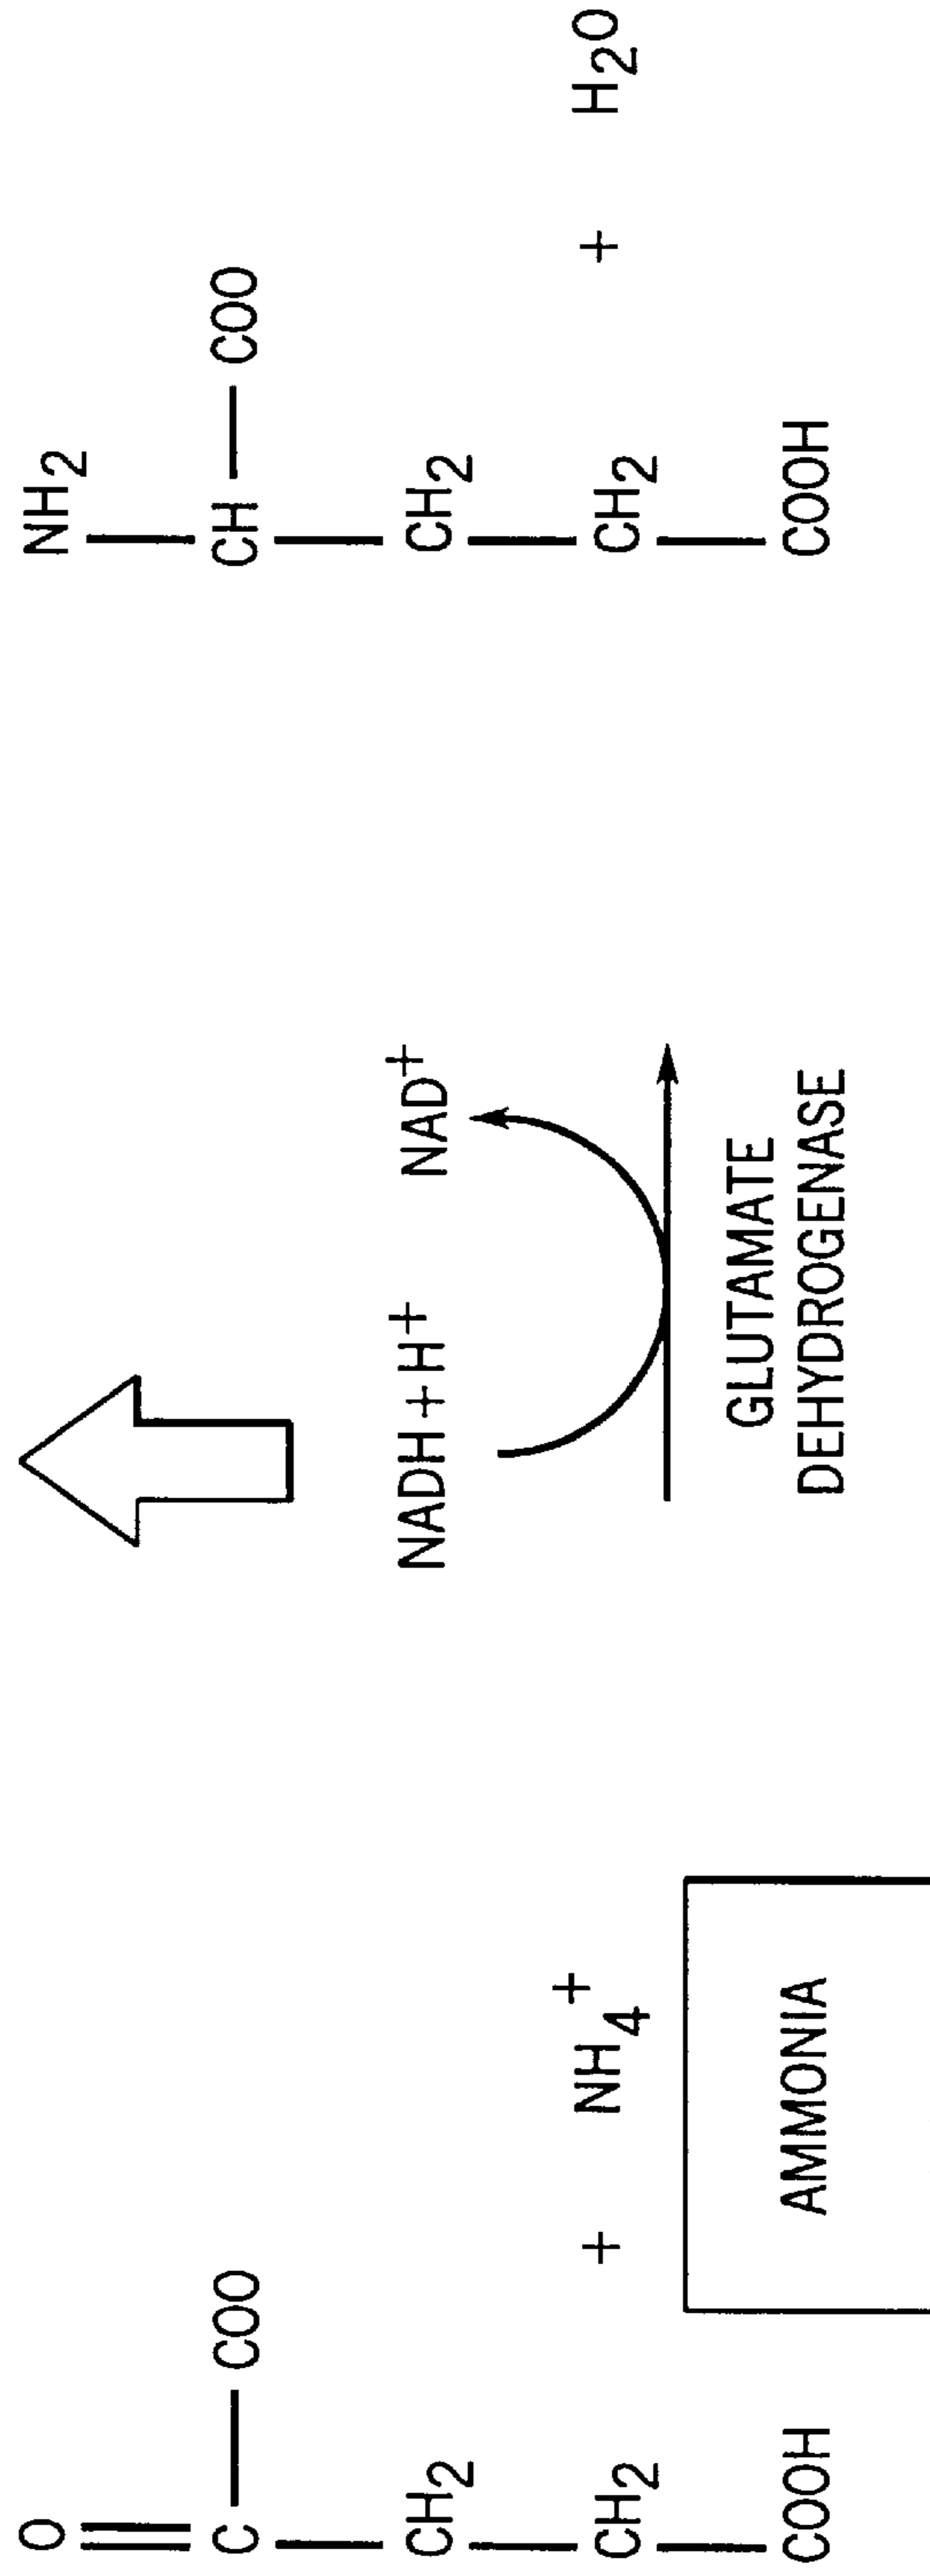 O
C — COO
CH2
CH2
COOH
+ NH4+
AMMONIA
NADH+H+ NAD+
GLUTAMATE
DEHYDROGENASE
NH2
CH — COO
CH2
CH2
COOH
+ H2O